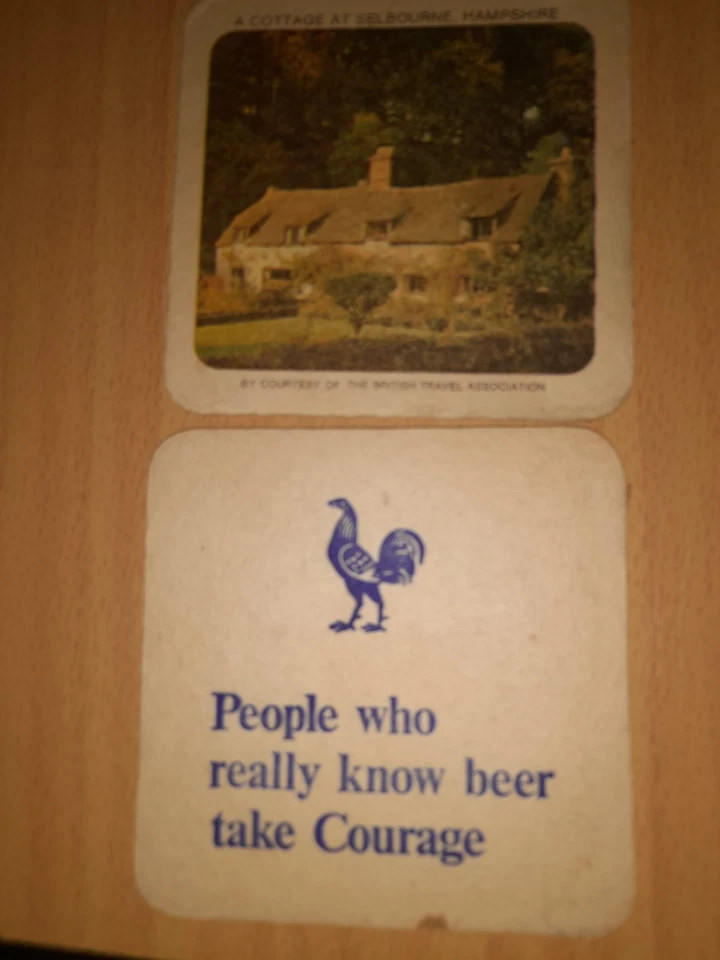 A COTTAGE AT SELBOURNE, HAMPSHIRE
BY COURTESY OF THE BRITISH TRAVEL ASSOCIATION
People who
really know beer
take Courage